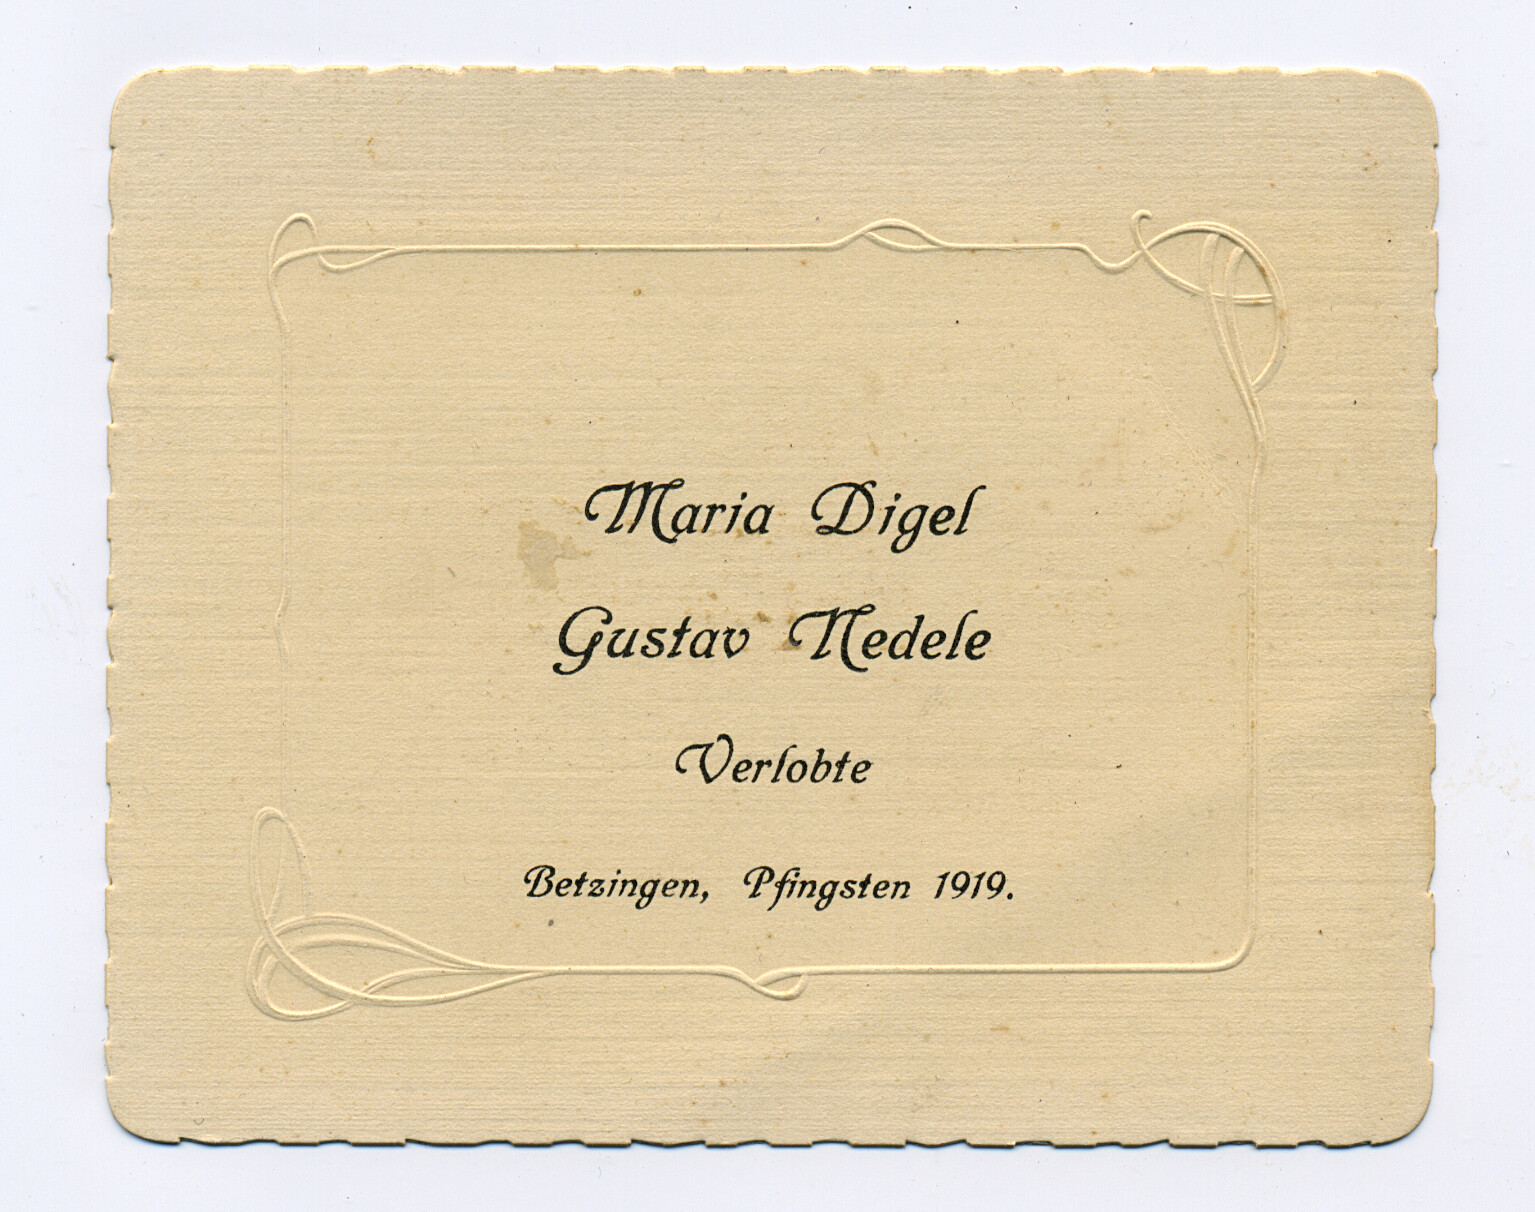 Maria Digel
Gustav Nedele
Verlobte
Betzingen, Pfingsten 1919.